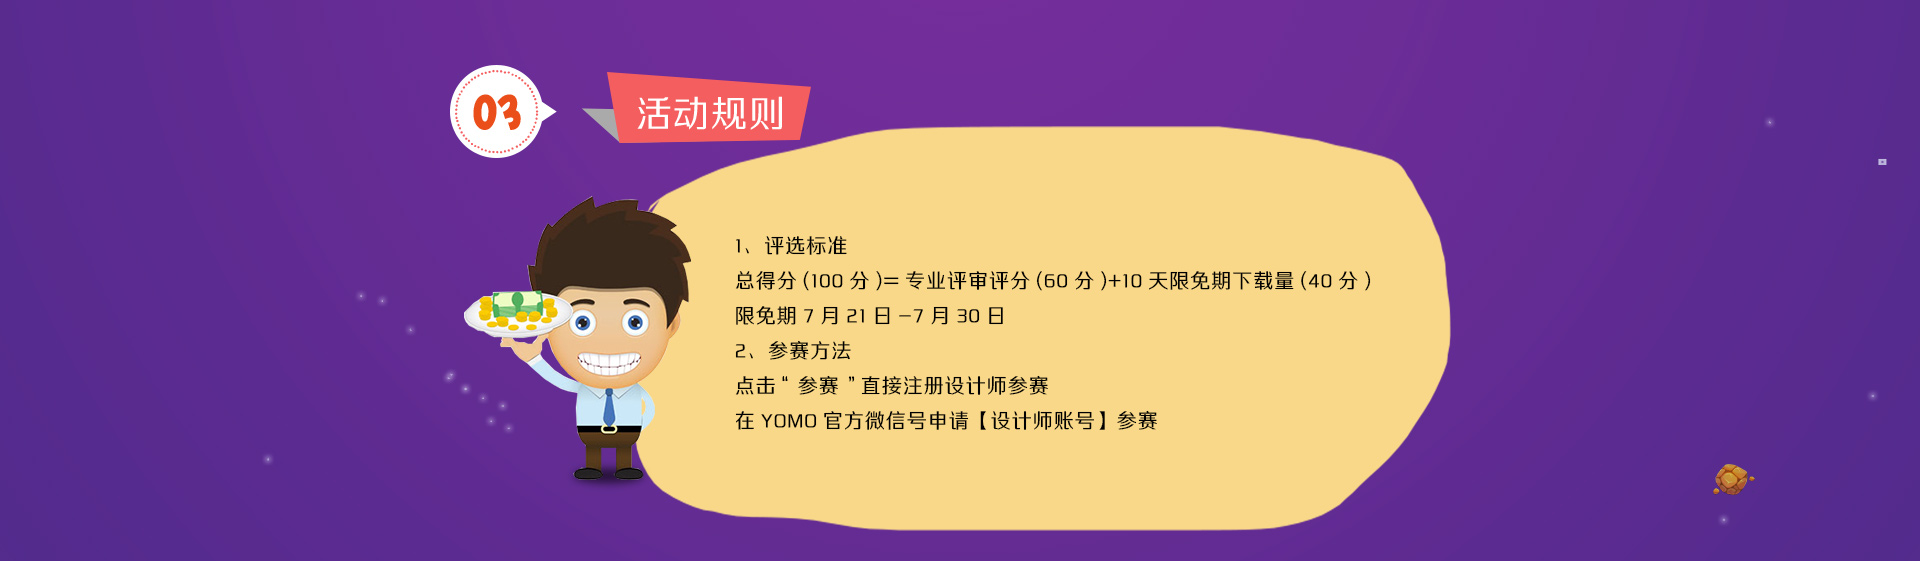 03
活动规则
1、评选标准
总得分(100 分 )= 专业评审评分 (60 分 )+10 天限免期下载量 (40 分 )
限免期 7 月 21 日 –7 月 30 日
2、参赛方法
点击“ 参赛 ”直接注册设计师参赛
在 YOMO 官方微信号申请【设计师账号】参赛